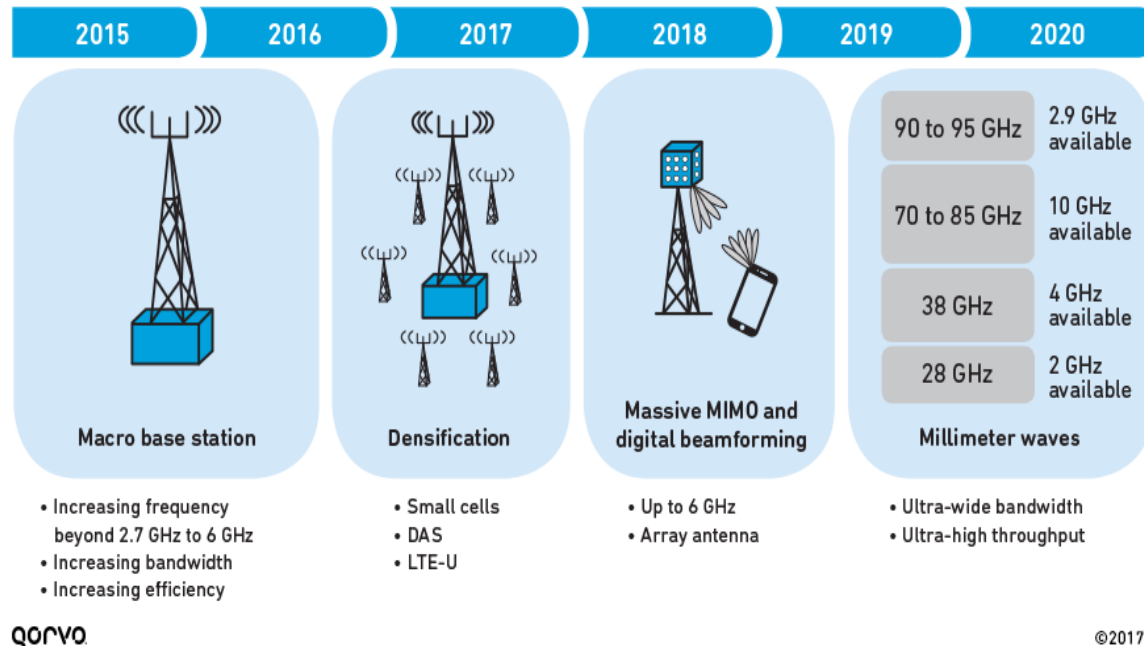 2015 2016 2017 2018 2019 2020
Macro base station
• Increasing frequency
beyond 2.7 GHz to 6 GHz
• Increasing bandwidth
• Increasing efficiency
Densification
• Small cells
• DAS
• LTE-U
Massive MIMO and
digital beamforming
• Up to 6 GHz
• Array antenna
90 to 95 GHz
2.9 GHz
available
70 to 85 GHz
10 GHz
available
38 GHz
4 GHz
available
28 GHz
2 GHz
available
Millimeter waves
• Ultra-wide bandwidth
• Ultra-high throughput
QORVO
©2017